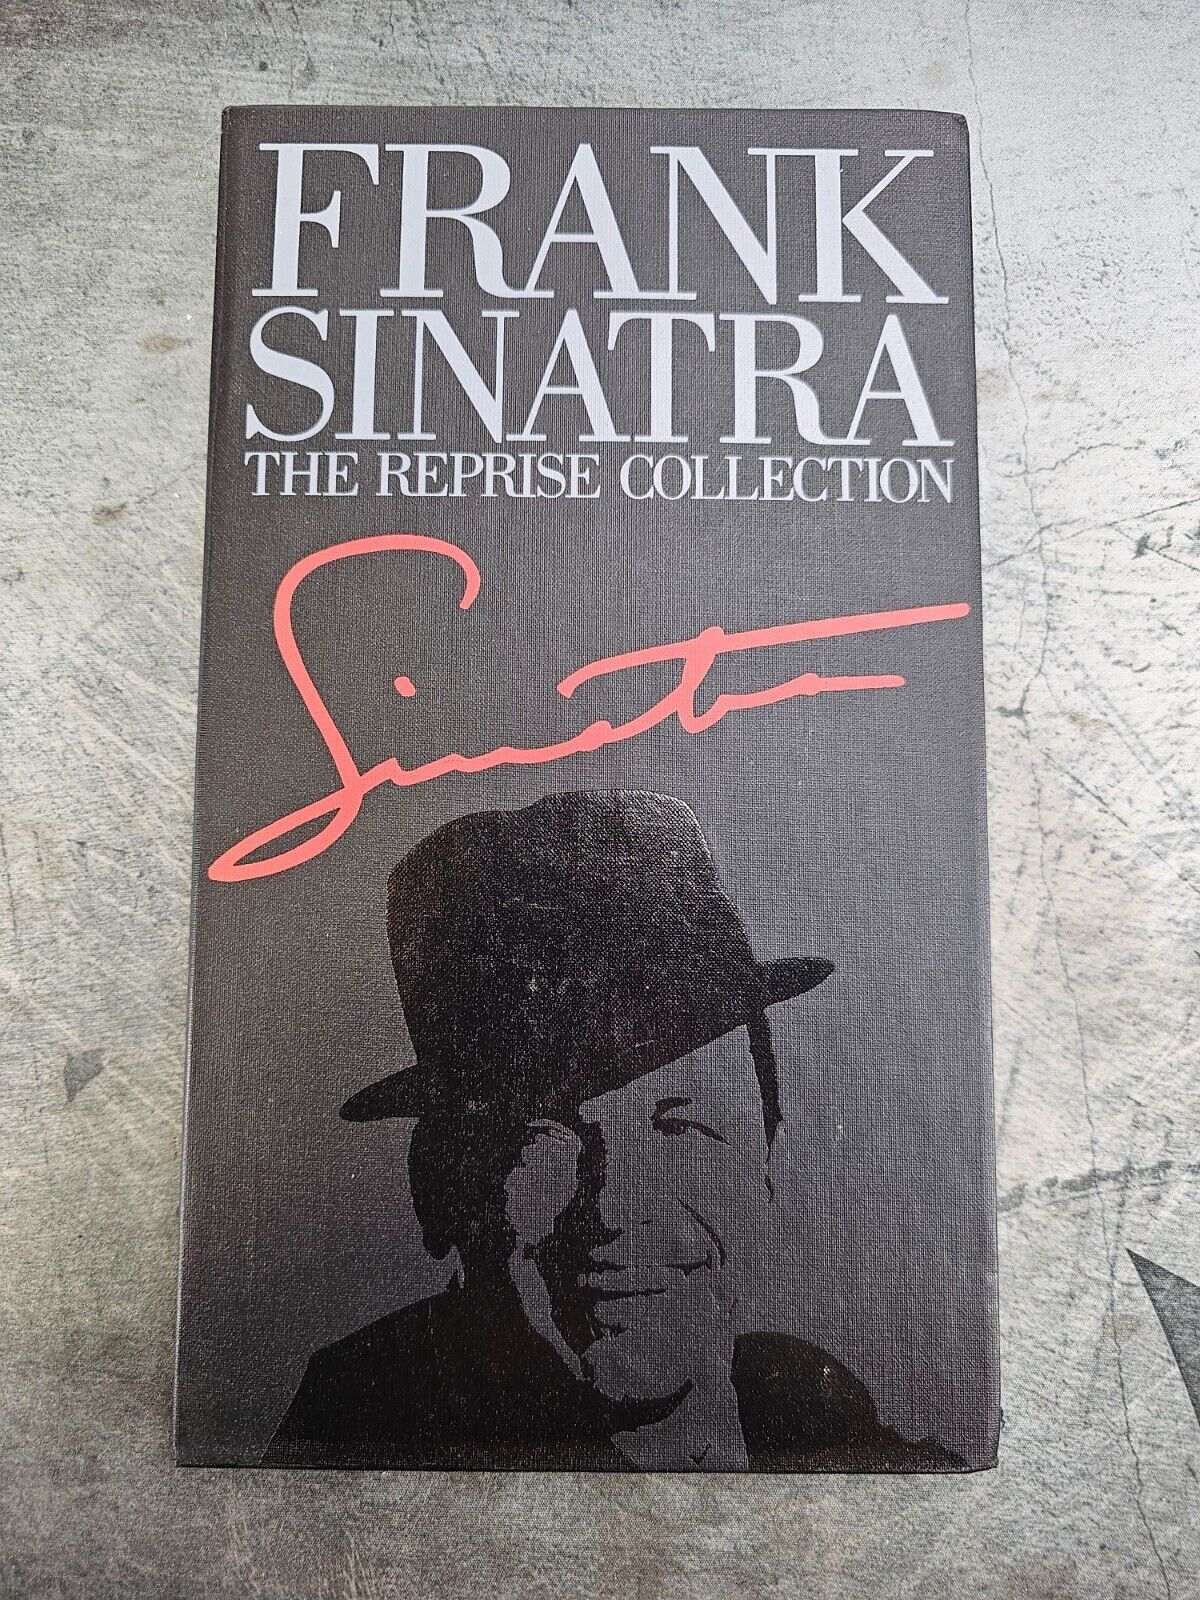 FRANK
SINATRA
THE REPRISE COLLECTION
Sinatra